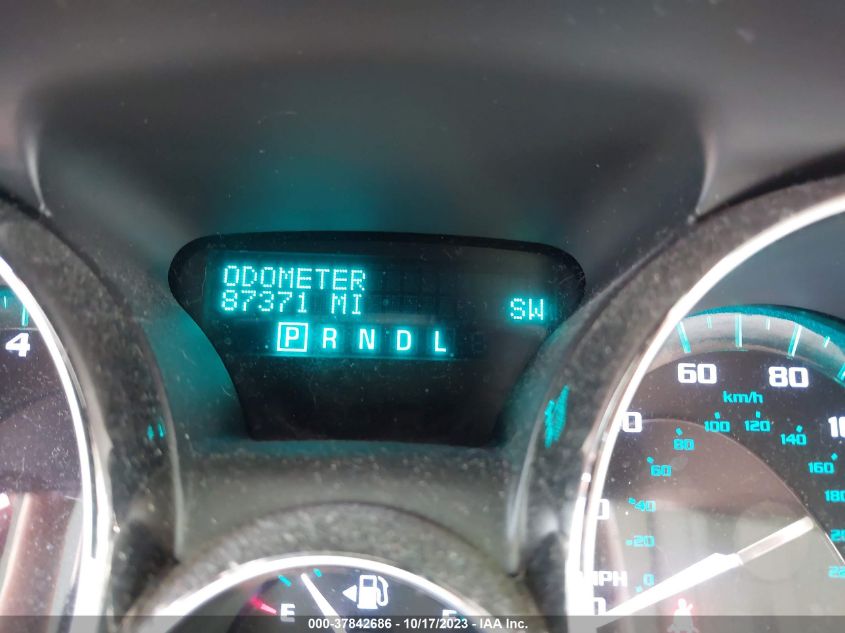 ODOMETER
87371 MI SW
P R N D L
4
60 80
km/h
100 120
80 140
60 160
40 180
20
0
MPH
E
000-37842686 - 10/17/2023 - IAA Inc.